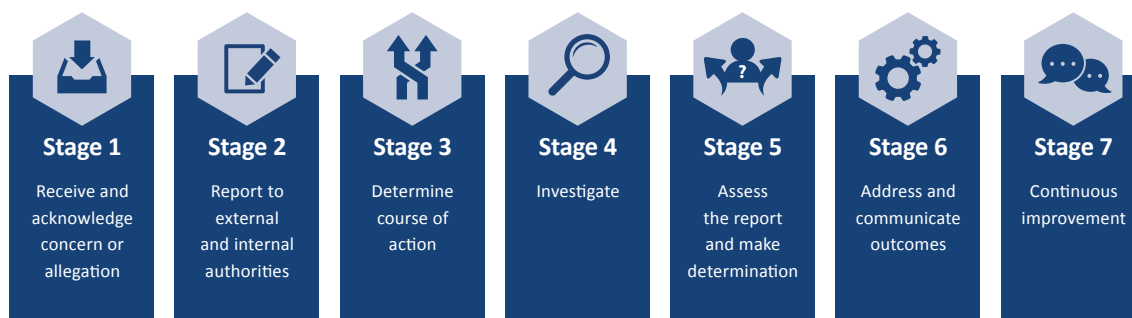 Stage 1
Receive and
acknowledge
concern or
allegation
Stage 2
Report to
external
and internal
authorities
Stage 3
Determine
course of
action
Stage 4
Investigate
?
Stage 5
Assess
the report
and make
determination
Stage 6
Address and
communicate
outcomes
Stage 7
Continuous
improvement